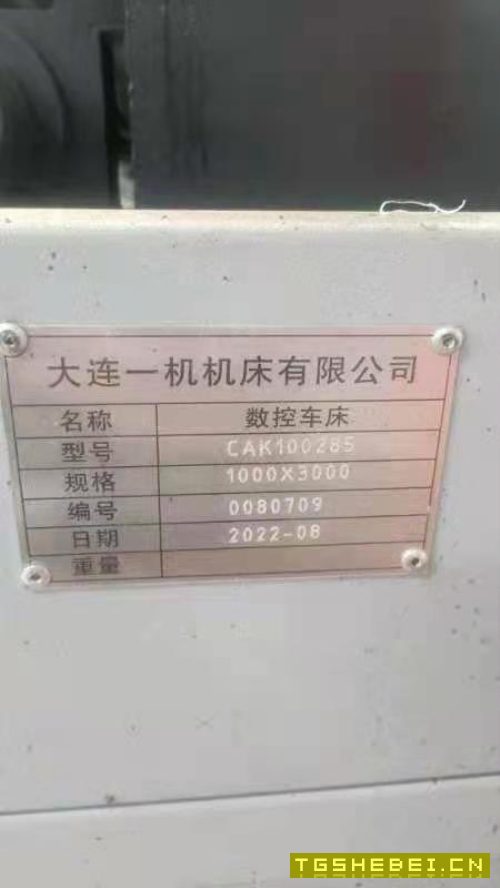 大连一机机床有限公司
名称 数控车床
型号 CAK100285
规格 1000X3000
编号 0080709
日期 2022-08
重量
TGSHEBEI.CN